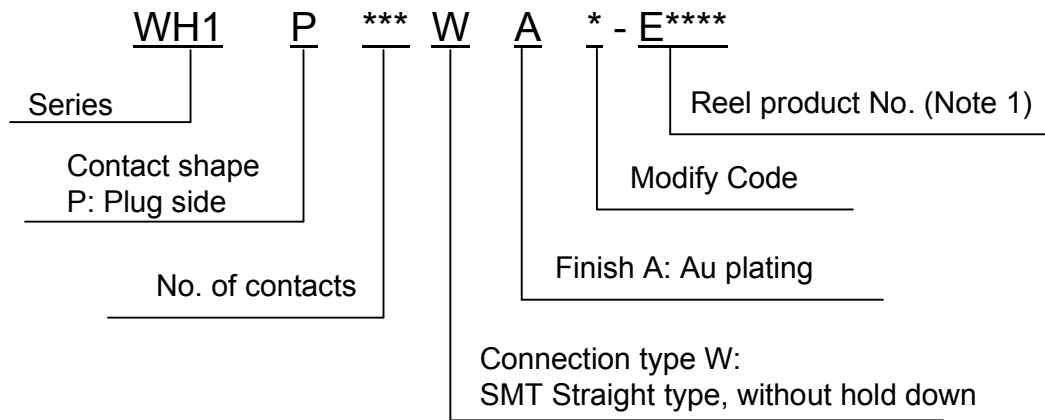 WH1 P *** W A * - E****
Series
Reel product No. (Note 1)
Contact shape
P: Plug side
Modify Code
No. of contacts
Finish A: Au plating
Connection type W:
SMT Straight type, without hold down